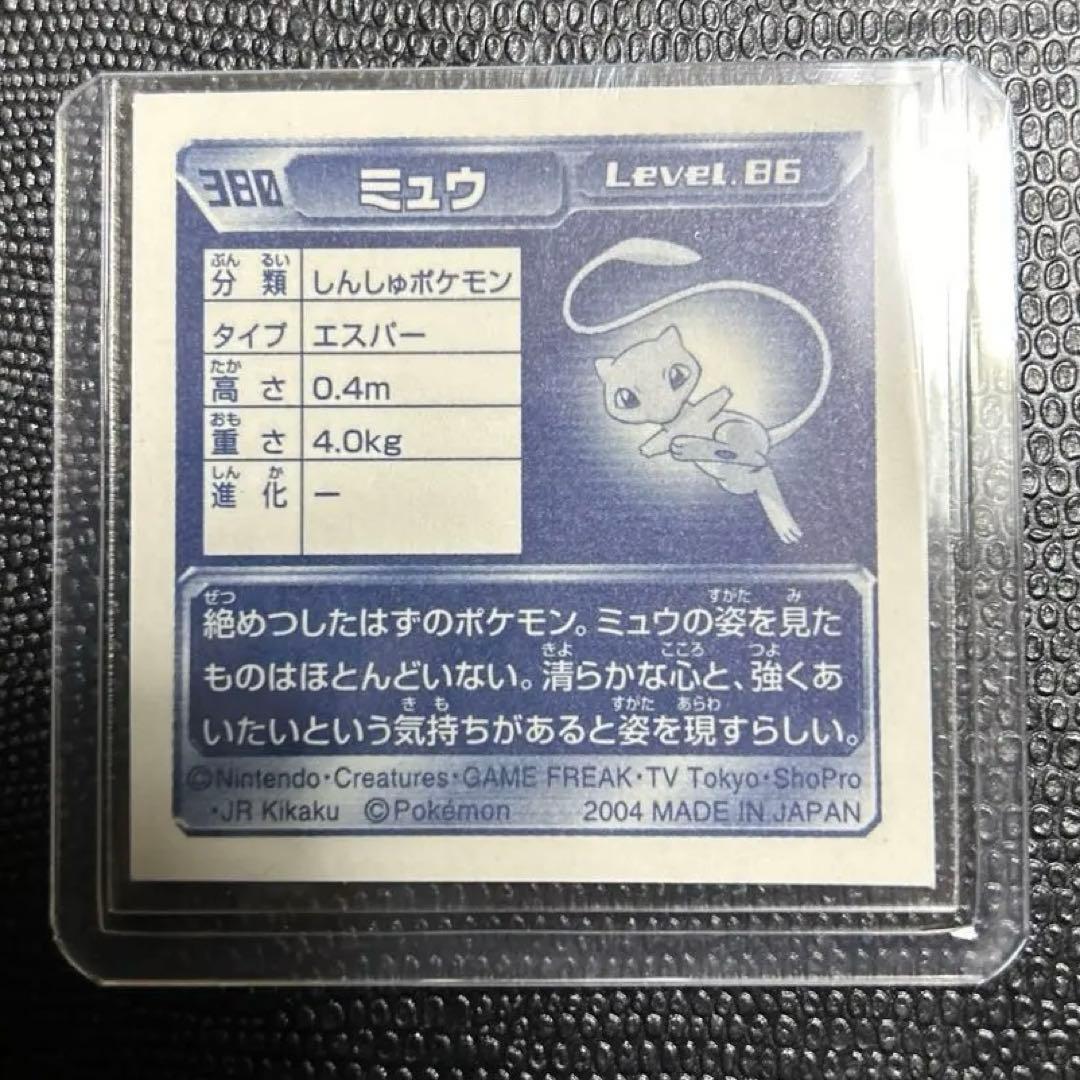 380 ミュウ Level.86
ぶん るい
分 類 しんしゅポケモン
タイプ エスパー
たか
高 さ 0.4m
おも
重 さ 4.0kg
しん か
進 化 ー
ぜつ すがた み
絶めつしたはずのポケモン。ミュウの姿を見た
きよ こころ つよ
ものはほとんどいない。清らかな心と、強くあ
き も すがた あらわ
いたいという気持ちがあると姿を現すらしい。
©Nintendo・Creatures・GAME FREAK・TV Tokyo・ShoPro
・JR Kikaku ©Pokémon 2004 MADE IN JAPAN